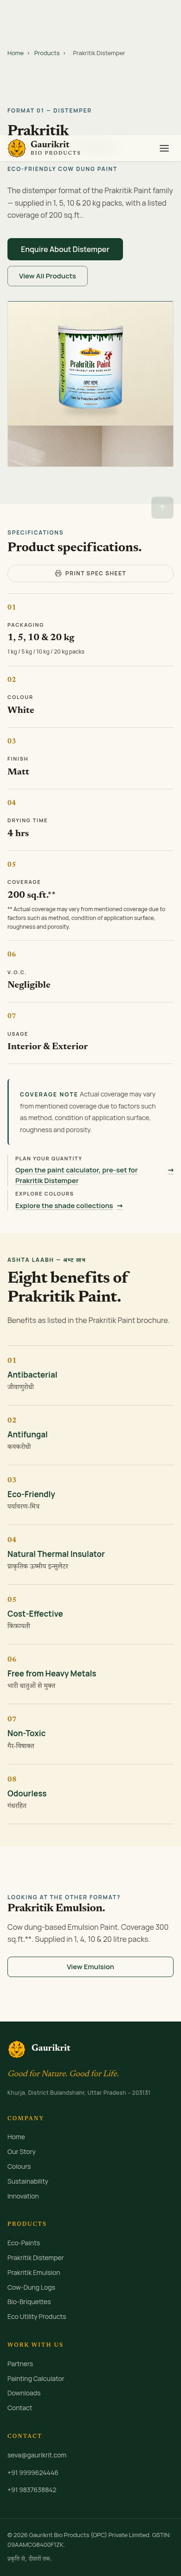 Home › Products › Prakritik Distemper
FORMAT 01 — DISTEMPER
Prakritik
Gaurikrit
BIO PRODUCTS
ECO-FRIENDLY COW DUNG PAINT
The distemper format of the Prakritik Paint family
— supplied in 1, 5, 10 & 20 kg packs, with a listed
coverage of 200 sq.ft..
Enquire About Distemper
View All Products
Prakritik Paint
SPECIFICATIONS
Product specifications.
PRINT SPEC SHEET
01
PACKAGING
1, 5, 10 & 20 kg
1 kg / 5 kg / 10 kg / 20 kg packs
02
COLOUR
White
03
FINISH
Matt
04
DRYING TIME
4 hrs
05
COVERAGE
200 sq.ft.**
** Actual coverage may vary from mentioned coverage due to
factors such as method, condition of application surface,
roughness and porosity.
06
V.O.C.
Negligible
07
USAGE
Interior & Exterior
COVERAGE NOTE Actual coverage may vary
from mentioned coverage due to factors such
as method, condition of application surface,
roughness and porosity.
PLAN YOUR QUANTITY
Open the paint calculator, pre-set for →
Prakritik Distemper
EXPLORE COLOURS
Explore the shade collections →
ASHTA LAABH — अष्ट लाभ
Eight benefits of
Prakritik Paint.
Benefits as listed in the Prakritik Paint brochure.
01
Antibacterial
जीवाणुरोधी
02
Antifungal
कवकरोधी
03
Eco-Friendly
पर्यावरण-मित्र
04
Natural Thermal Insulator
प्राकृतिक ऊष्मीय इन्सुलेटर
05
Cost-Effective
किफ़ायती
06
Free from Heavy Metals
भारी धातुओं से मुक्त
07
Non-Toxic
गैर-विषाक्त
08
Odourless
गंधरहित
LOOKING AT THE OTHER FORMAT?
Prakritik Emulsion.
Cow dung-based Emulsion Paint. Coverage 300
sq.ft.**. Supplied in 1, 4, 10 & 20 litre packs.
View Emulsion
Gaurikrit
Good for Nature. Good for Life.
Khurja, District Bulandshahr, Uttar Pradesh – 203131
COMPANY
Home
Our Story
Colours
Sustainability
Innovation
PRODUCTS
Eco-Paints
Prakritik Distemper
Prakritik Emulsion
Cow-Dung Logs
Bio-Briquettes
Eco Utility Products
WORK WITH US
Partners
Painting Calculator
Downloads
Contact
CONTACT
seva@gaurikrit.com
+91 9999624446
+91 9837638842
© 2026 Gaurikrit Bio Products (OPC) Private Limited. GSTIN:
09AAMCG8400F1ZK.
प्रकृति से, दीवारों तक.